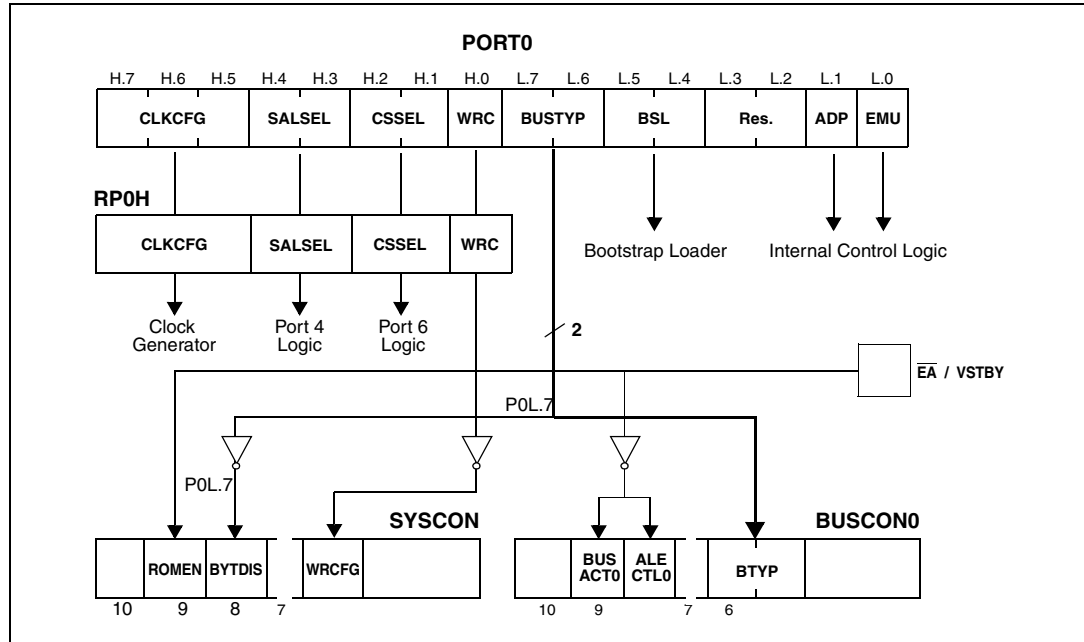 PORT0
H.7 H.6 H.5 H.4 H.3 H.2 H.1 H.0 L.7 L.6 L.5 L.4 L.3 L.2 L.1 L.0
CLKCFG SALSEL CSSEL WRC BUSTYP BSL Res. ADP EMU
RP0H
CLKCFG SALSEL CSSEL WRC
Bootstrap Loader Internal Control Logic
Clock
Generator
Port 4
Logic
Port 6
Logic
2
EA / VSTBY
P0L.7
P0L.7
SYSCON BUSCON0
ROMEN BYTDIS WRCFG
BUS
ACT0
ALE
CTL0
BTYP
10 9 8 7 10 9 7 6